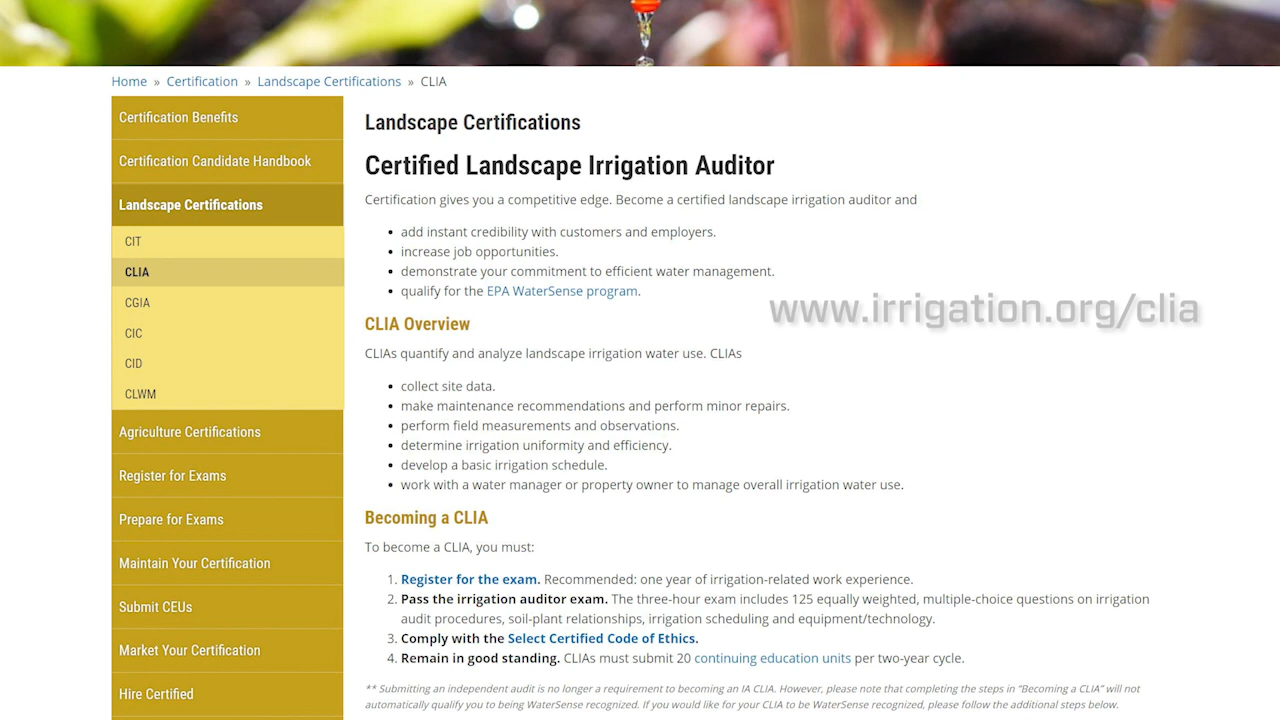 Home » Certification » Landscape Certifications » CLIA
Certification Benefits
Certification Candidate Handbook
Landscape Certifications
CIT
CLIA
CGIA
CIC
CID
CLWM
Agriculture Certifications
Register for Exams
Prepare for Exams
Maintain Your Certification
Submit CEUs
Market Your Certification
Hire Certified
Landscape Certifications
Certified Landscape Irrigation Auditor
Certification gives you a competitive edge. Become a certified landscape irrigation auditor and
• add instant credibility with customers and employers.
• increase job opportunities.
• demonstrate your commitment to efficient water management.
• qualify for the EPA WaterSense program.
www.irrigation.org/clia
CLIA Overview
CLIAs quantify and analyze landscape irrigation water use. CLIAs
• collect site data.
• make maintenance recommendations and perform minor repairs.
• perform field measurements and observations.
• determine irrigation uniformity and efficiency.
• develop a basic irrigation schedule.
• work with a water manager or property owner to manage overall irrigation water use.
Becoming a CLIA
To become a CLIA, you must:
1. Register for the exam. Recommended: one year of irrigation-related work experience.
2. Pass the irrigation auditor exam. The three-hour exam includes 125 equally weighted, multiple-choice questions on irrigation
audit procedures, soil-plant relationships, irrigation scheduling and equipment/technology.
3. Comply with the Select Certified Code of Ethics.
4. Remain in good standing. CLIAs must submit 20 continuing education units per two-year cycle.
** Submitting an independent audit is no longer a requirement to becoming an IA CLIA. However, please note that completing the steps in “Becoming a CLIA” will not
automatically qualify you to being WaterSense recognized. If you would like for your CLIA to be WaterSense recognized, please follow the additional steps below.